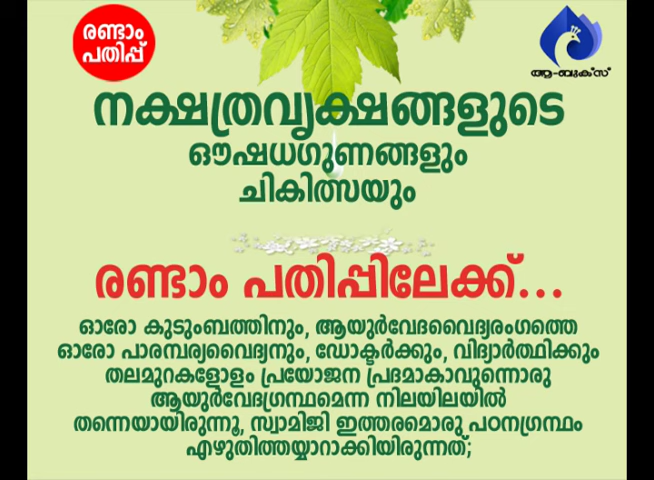 രണ്ടാം
പതിപ്പ്
ആ-ബുക്സ്
നക്ഷത്രവൃക്ഷങ്ങളുടെ
ഔഷധഗുണങ്ങളും
ചികിത്സയും
രണ്ടാം പതിപ്പിലേക്ക്...
ഓരോ കുടുംബത്തിനും, ആയുർവേദവൈദ്യരംഗത്തെ
ഓരോ പാരമ്പര്യവൈദ്യനും, ഡോക്ടർക്കും, വിദ്യാർത്ഥിക്കും
തലമുറകളോളം പ്രയോജന പ്രദമാകാവുന്നൊരു
ആയുർവേദഗ്രന്ഥമെന്ന നിലയിലയിൽ
തന്നെയായിരുന്നൂ, സ്വാമിജി ഇത്തരമൊരു പഠനഗ്രന്ഥം
എഴുതിത്തയ്യാറാക്കിയിരുന്നത്;